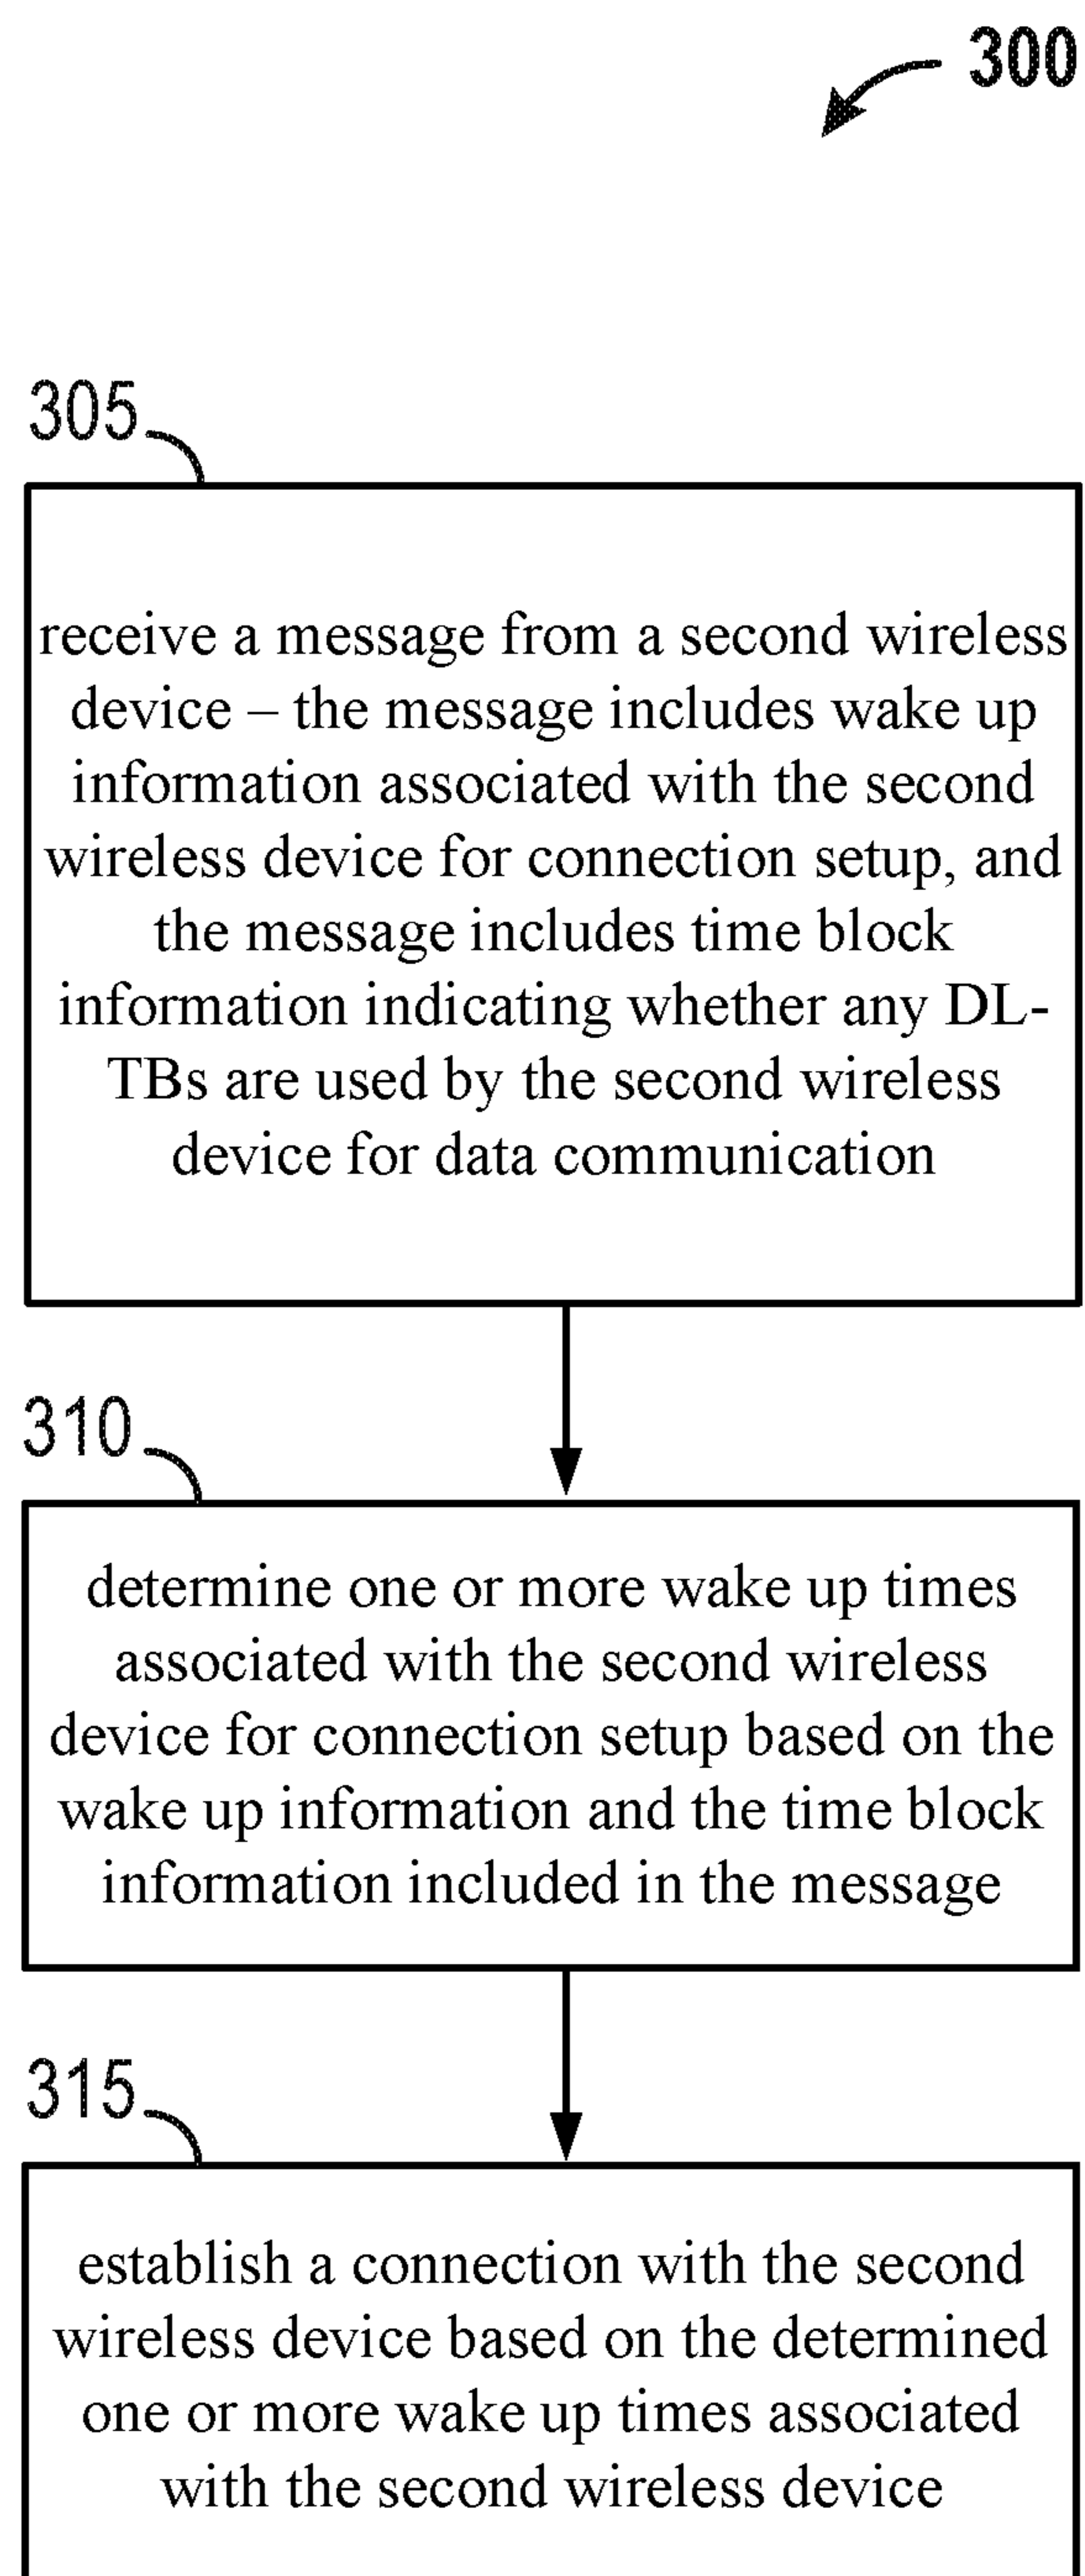 300
305
receive a message from a second wireless
device – the message includes wake up
information associated with the second
wireless device for connection setup, and
the message includes time block
information indicating whether any DL-
TBs are used by the second wireless
device for data communication
310
determine one or more wake up times
associated with the second wireless
device for connection setup based on the
wake up information and the time block
information included in the message
315
establish a connection with the second
wireless device based on the determined
one or more wake up times associated
with the second wireless device